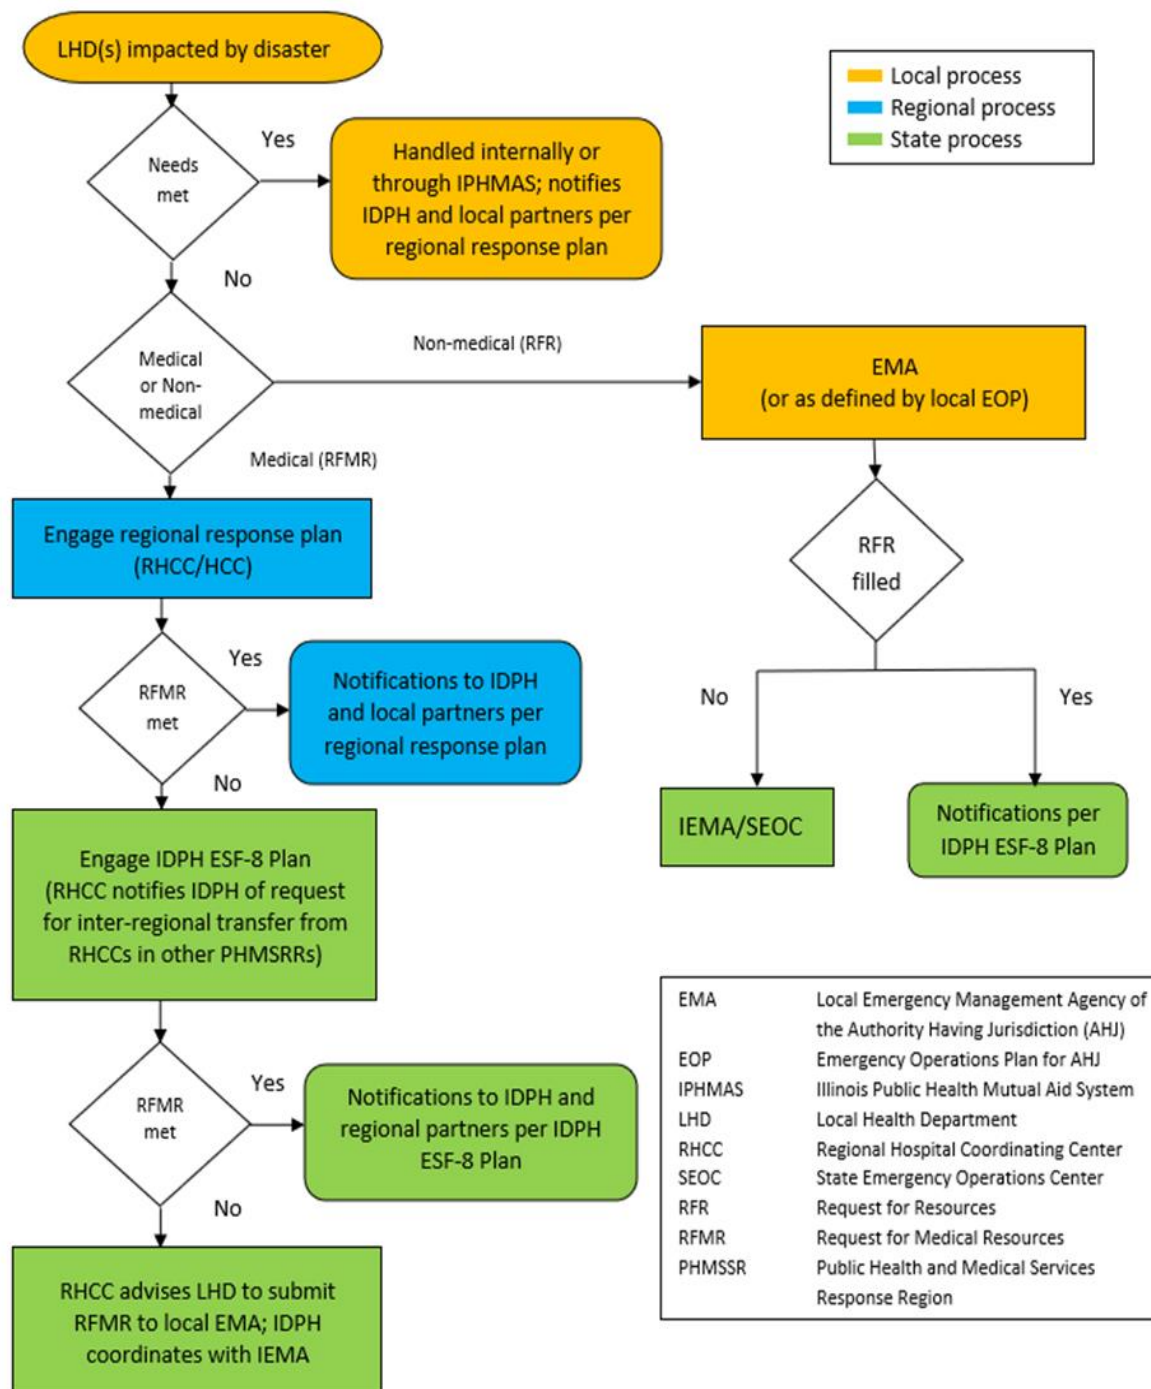 LHD(s) impacted by disaster
Local process
Regional process
State process
Needs
met
Yes
Handled internally or
through IPHMAS; notifies
IDPH and local partners per
regional response plan
No
Medical
or Non-
medical
Non-medical (RFR)
EMA
(or as defined by local EOP)
Medical (RFMR)
Engage regional response plan
(RHCC/HCC)
RFR
filled
RFMR
met
Yes
Notifications to IDPH
and local partners per
regional response plan
No
No
Yes
IEMA/SEOC
Notifications per
IDPH ESF-8 Plan
Engage IDPH ESF-8 Plan
(RHCC notifies IDPH of request
for inter-regional transfer from
RHCCs in other PHMSRRs)
RFMR
met
Yes
Notifications to IDPH and
regional partners per IDPH
ESF-8 Plan
No
RHCC advises LHD to submit
RFMR to local EMA; IDPH
coordinates with IEMA
EMA Local Emergency Management Agency of
the Authority Having Jurisdiction (AHJ)
EOP Emergency Operations Plan for AHJ
IPHMAS Illinois Public Health Mutual Aid System
LHD Local Health Department
RHCC Regional Hospital Coordinating Center
SEOC State Emergency Operations Center
RFR Request for Resources
RFMR Request for Medical Resources
PHMSSR Public Health and Medical Services
Response Region